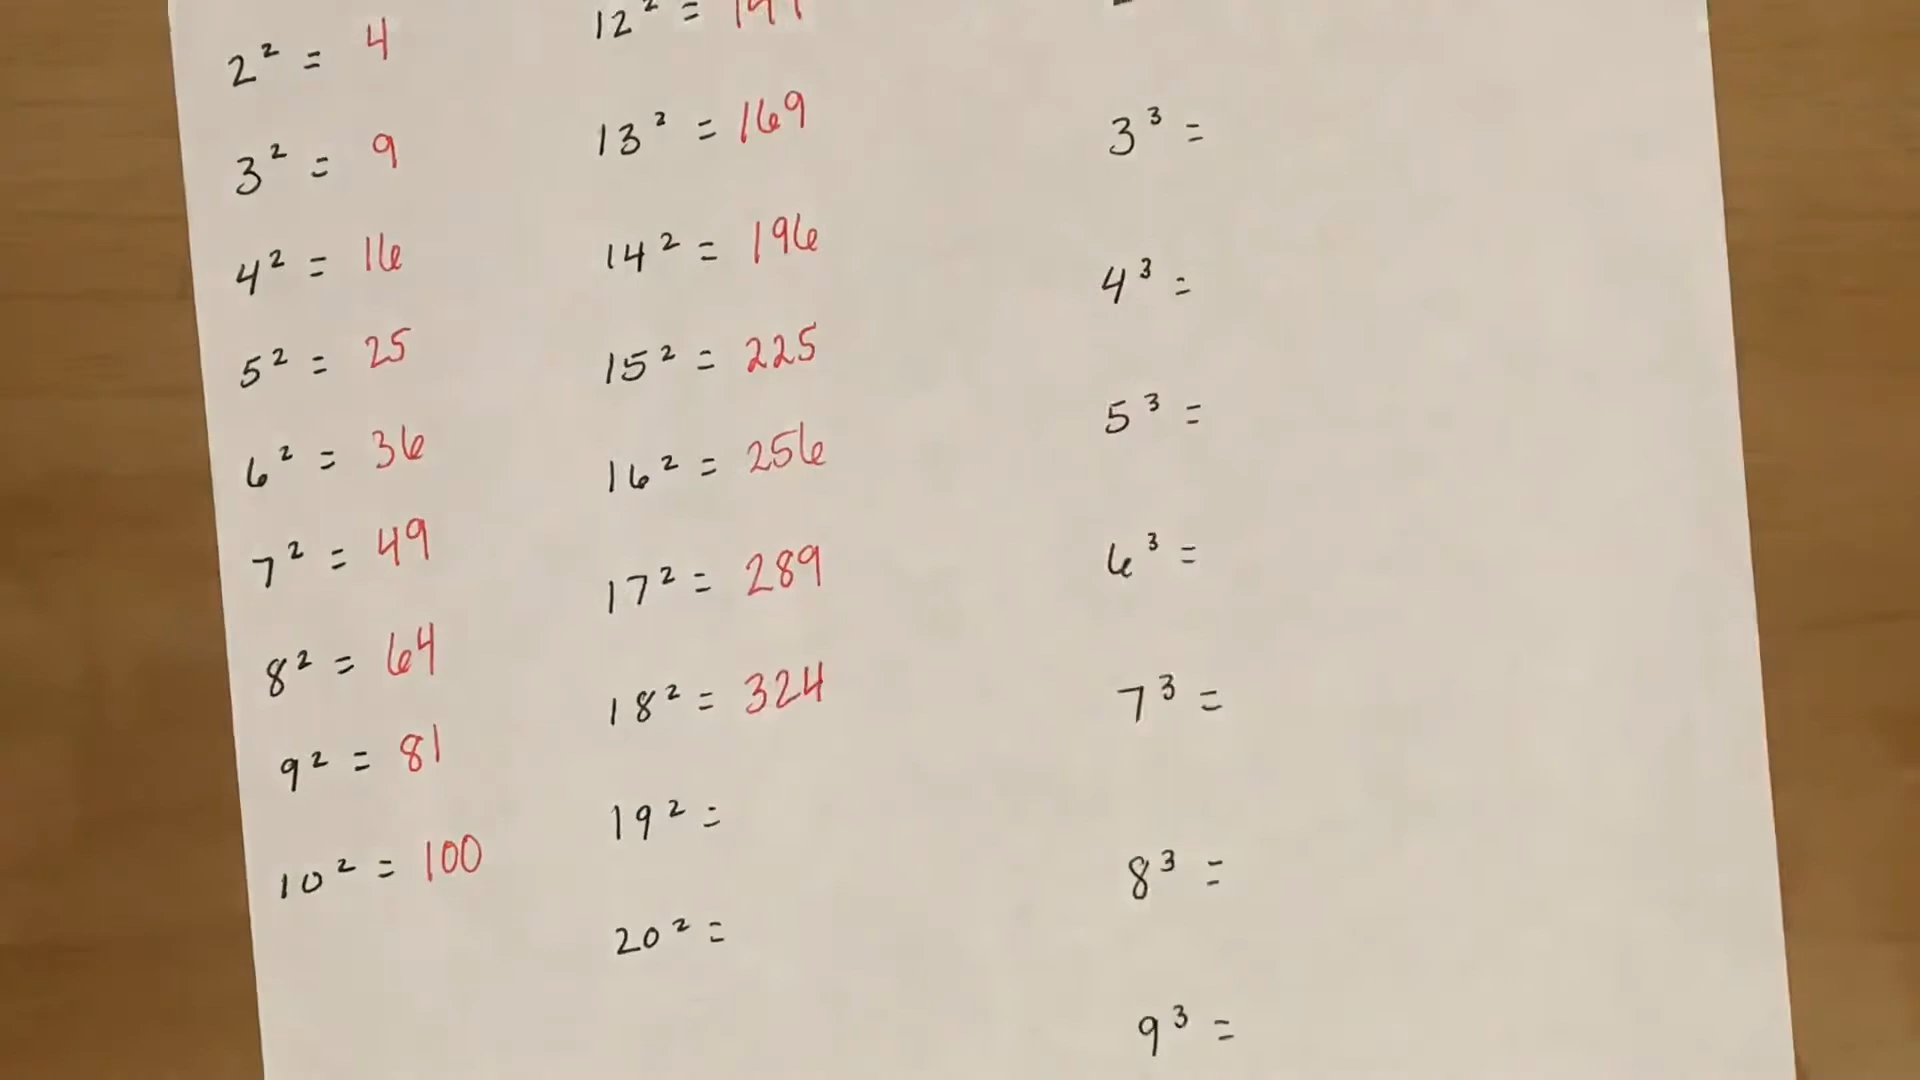 2² = 4
3² = 9
4² = 16
5² = 25
6² = 36
7² = 49
8² = 64
9² = 81
10² = 100
12² = 144
13² = 169
14² = 196
15² = 225
16² = 256
17² = 289
18² = 324
19² =
20² =
3³ =
4³ =
5³ =
6³ =
7³ =
8³ =
9³ =